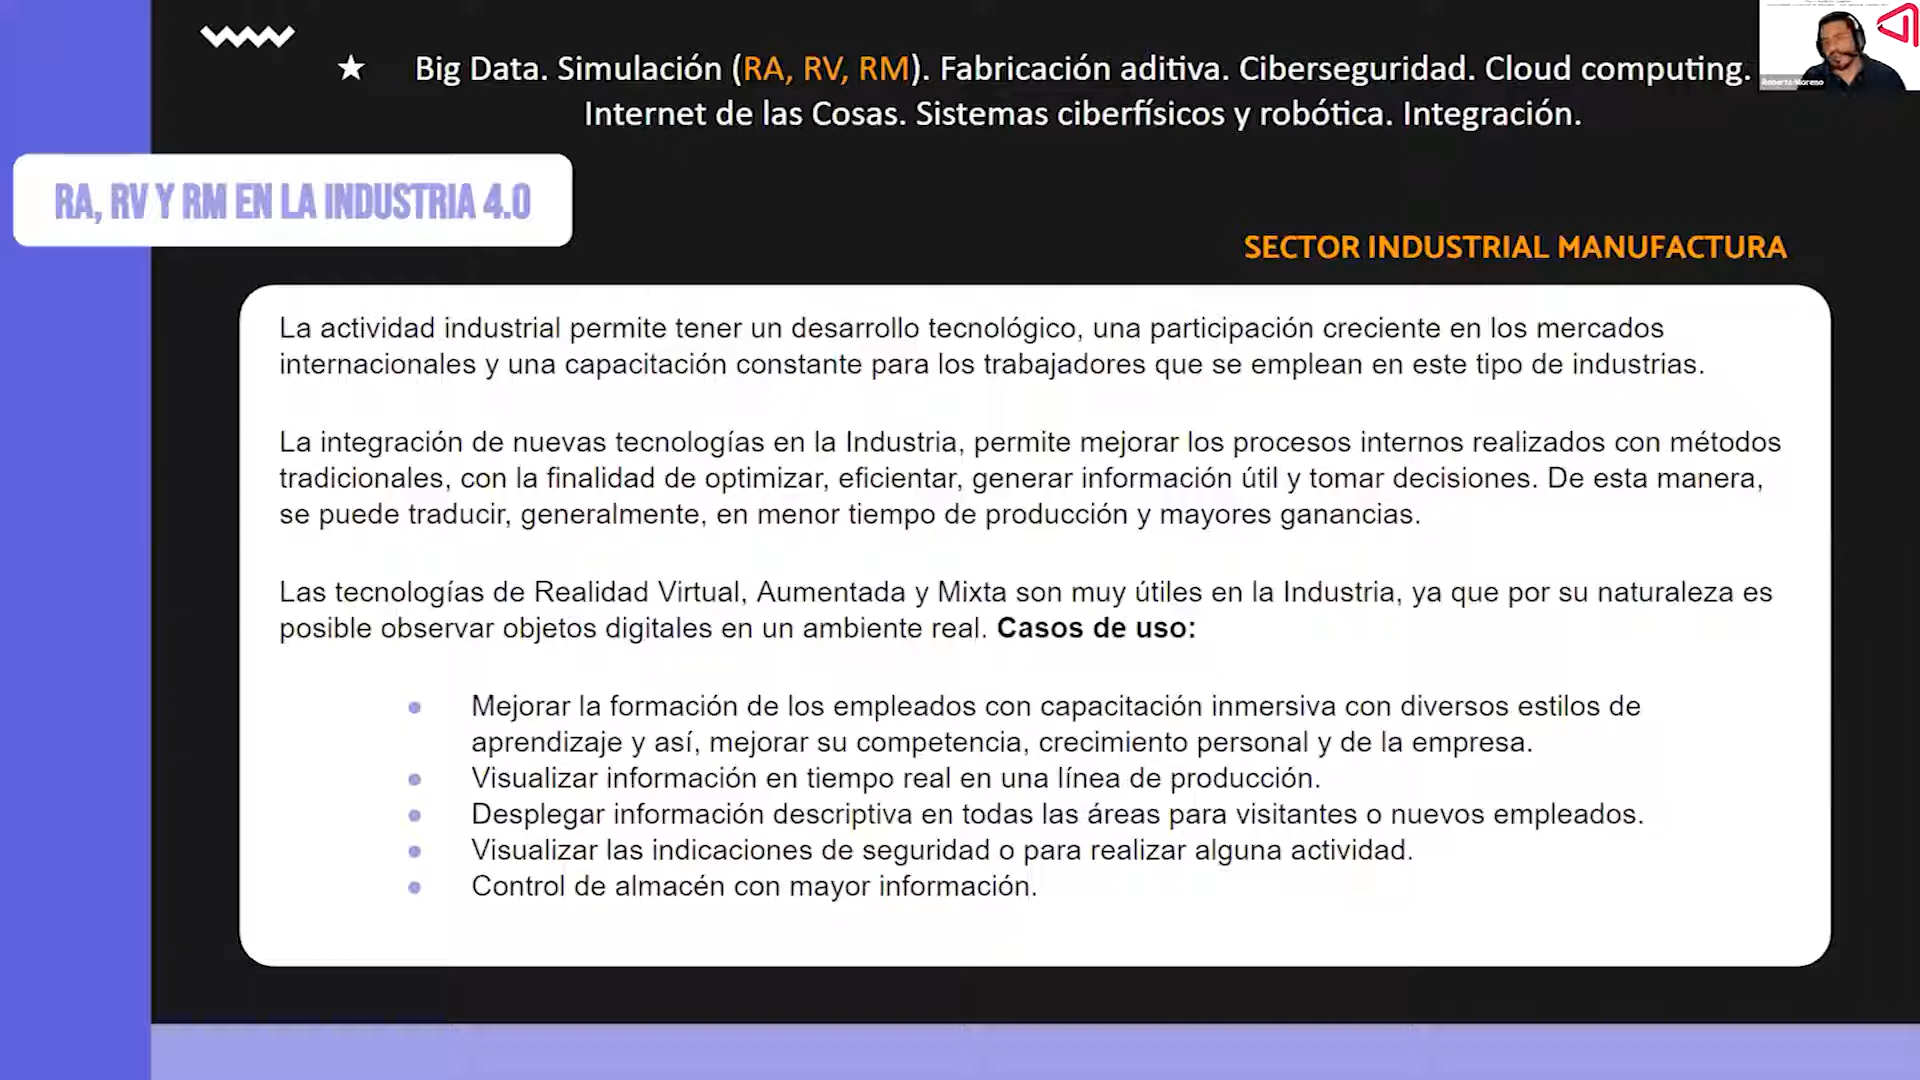 ★ Big Data. Simulación (RA, RV, RM). Fabricación aditiva. Ciberseguridad. Cloud computing.
Internet de las Cosas. Sistemas ciberfísicos y robótica. Integración.
RA, RV Y RM EN LA INDUSTRIA 4.0
SECTOR INDUSTRIAL MANUFACTURA
La actividad industrial permite tener un desarrollo tecnológico, una participación creciente en los mercados
internacionales y una capacitación constante para los trabajadores que se emplean en este tipo de industrias.
La integración de nuevas tecnologías en la Industria, permite mejorar los procesos internos realizados con métodos
tradicionales, con la finalidad de optimizar, eficientar, generar información útil y tomar decisiones. De esta manera,
se puede traducir, generalmente, en menor tiempo de producción y mayores ganancias.
Las tecnologías de Realidad Virtual, Aumentada y Mixta son muy útiles en la Industria, ya que por su naturaleza es
posible observar objetos digitales en un ambiente real. Casos de uso:
● Mejorar la formación de los empleados con capacitación inmersiva con diversos estilos de
aprendizaje y así, mejorar su competencia, crecimiento personal y de la empresa.
● Visualizar información en tiempo real en una línea de producción.
● Desplegar información descriptiva en todas las áreas para visitantes o nuevos empleados.
● Visualizar las indicaciones de seguridad o para realizar alguna actividad.
● Control de almacén con mayor información.
Roberto Moreno